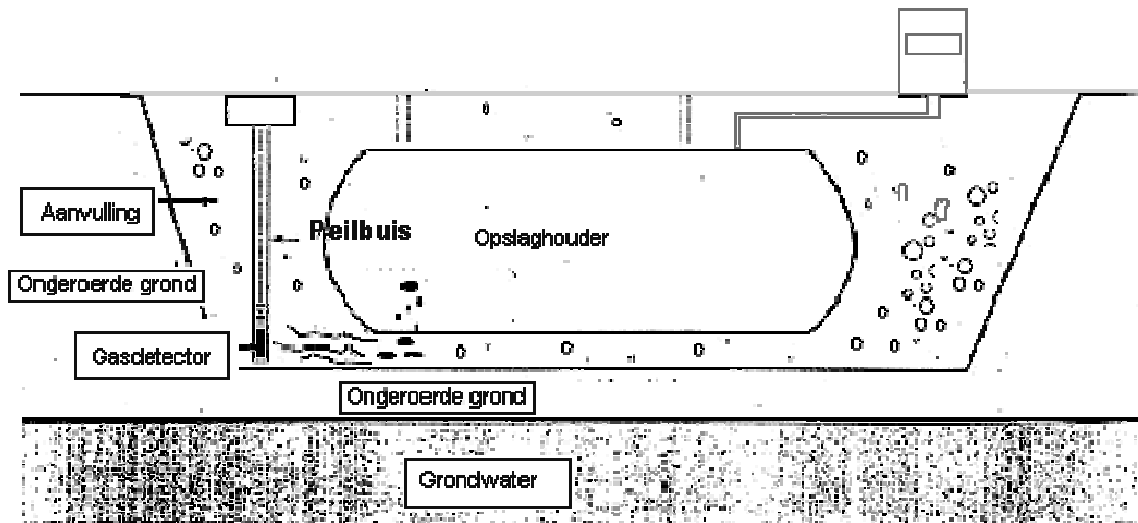 Aanvulling
Peilbuis
Opslaghouder
Ongeroerde grond
Gasdetector
Ongeroerde grond
Grondwater